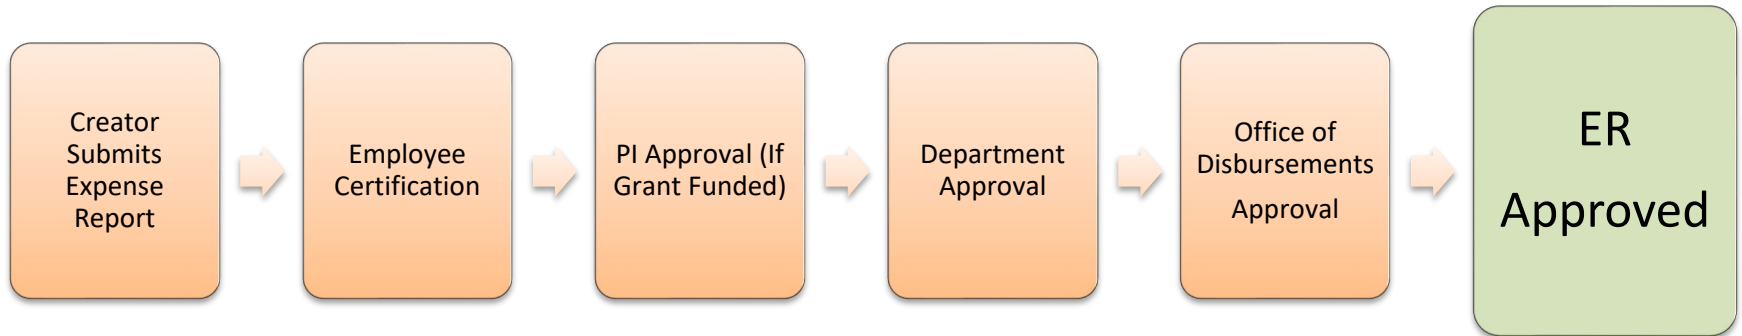 Creator
Submits
Expense
Report
Employee
Certification
PI Approval (If
Grant Funded)
Department
Approval
Office of
Disbursements
Approval
ER
Approved